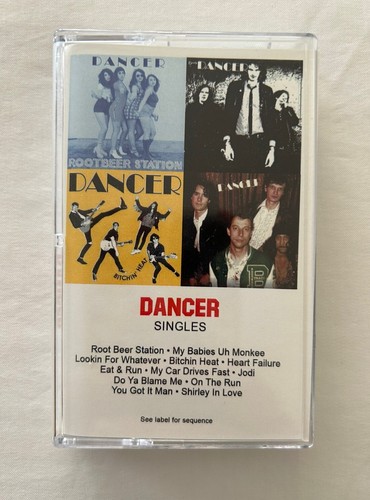 DANCER
ROOTBEER STATION
DANCER
DANCER
BITCHIN' HEAT
DANCER
B
DANCER
SINGLES
Root Beer Station • My Babies Uh Monkee
Lookin For Whatever • Bitchin Heat • Heart Failure
Eat & Run • My Car Drives Fast • Jodi
Do Ya Blame Me • On The Run
You Got It Man • Shirley In Love
See label for sequence